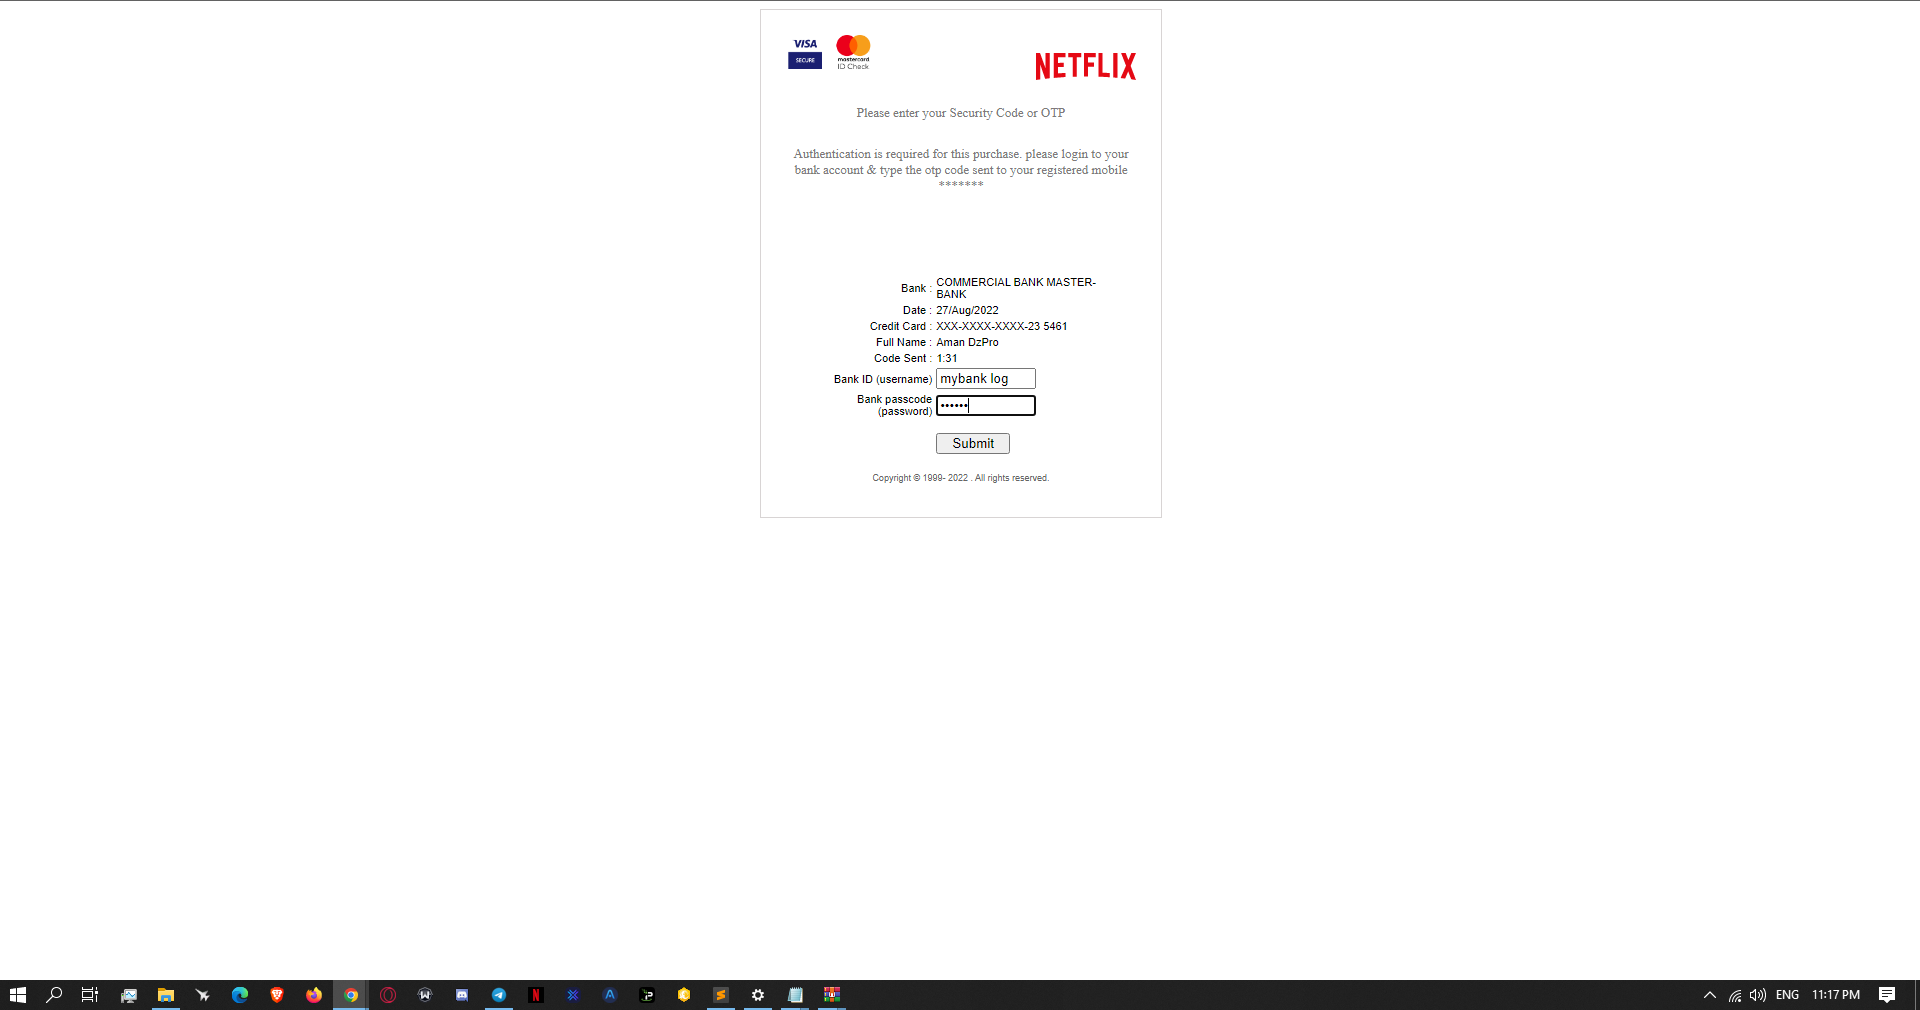 VISA
SECURE
mastercard
ID Check
NETFLIX
Please enter your Security Code or OTP
Authentication is required for this purchase. please login to your
bank account & type the otp code sent to your registered mobile
*******
Bank : COMMERCIAL BANK MASTER-
BANK
Date : 27/Aug/2022
Credit Card : XXX-XXXX-XXXX-23 5461
Full Name : Aman DzPro
Code Sent : 1:31
Bank ID (username) mybank log
Bank passcode
(password) ••••••
Submit
Copyright © 1999- 2022 . All rights reserved.
ENG 11:17 PM